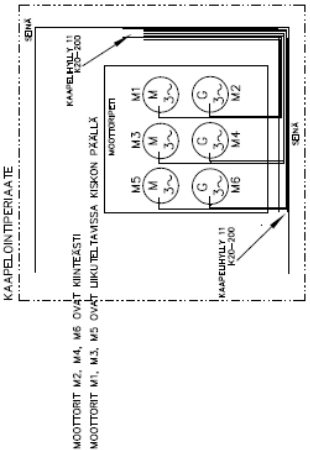 KAAPELOINTIPERIAATE
SEINÄ
KAAPELIHYLLY 11
K20-200
MOOTTORIPETI
M1
M
3~
G
3~
M2
M3
M
3~
G
3~
M4
M5
M
3~
G
3~
M6
SEINÄ
KAAPELIHYLLY 11
K20-200
MOOTTORIT M2, M4, M6 OVAT KIINTEÄSTI
MOOTTORIT M1, M3, M5 OVAT LIIKUTELTAVISSA KISKON PÄÄLLÄ